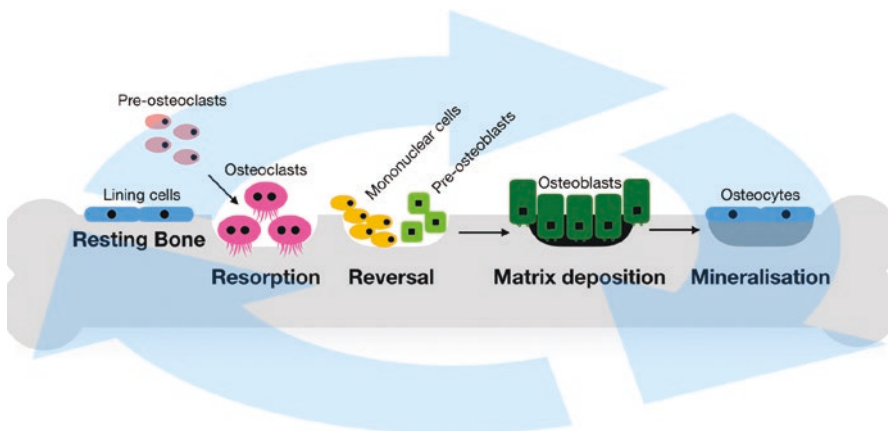 Pre-osteoclasts
Osteoclasts
Mononuclear cells
Pre-osteoblasts
Lining cells
Osteoblasts
Osteocytes
Resting Bone
Resorption
Reversal
Matrix deposition
Mineralisation